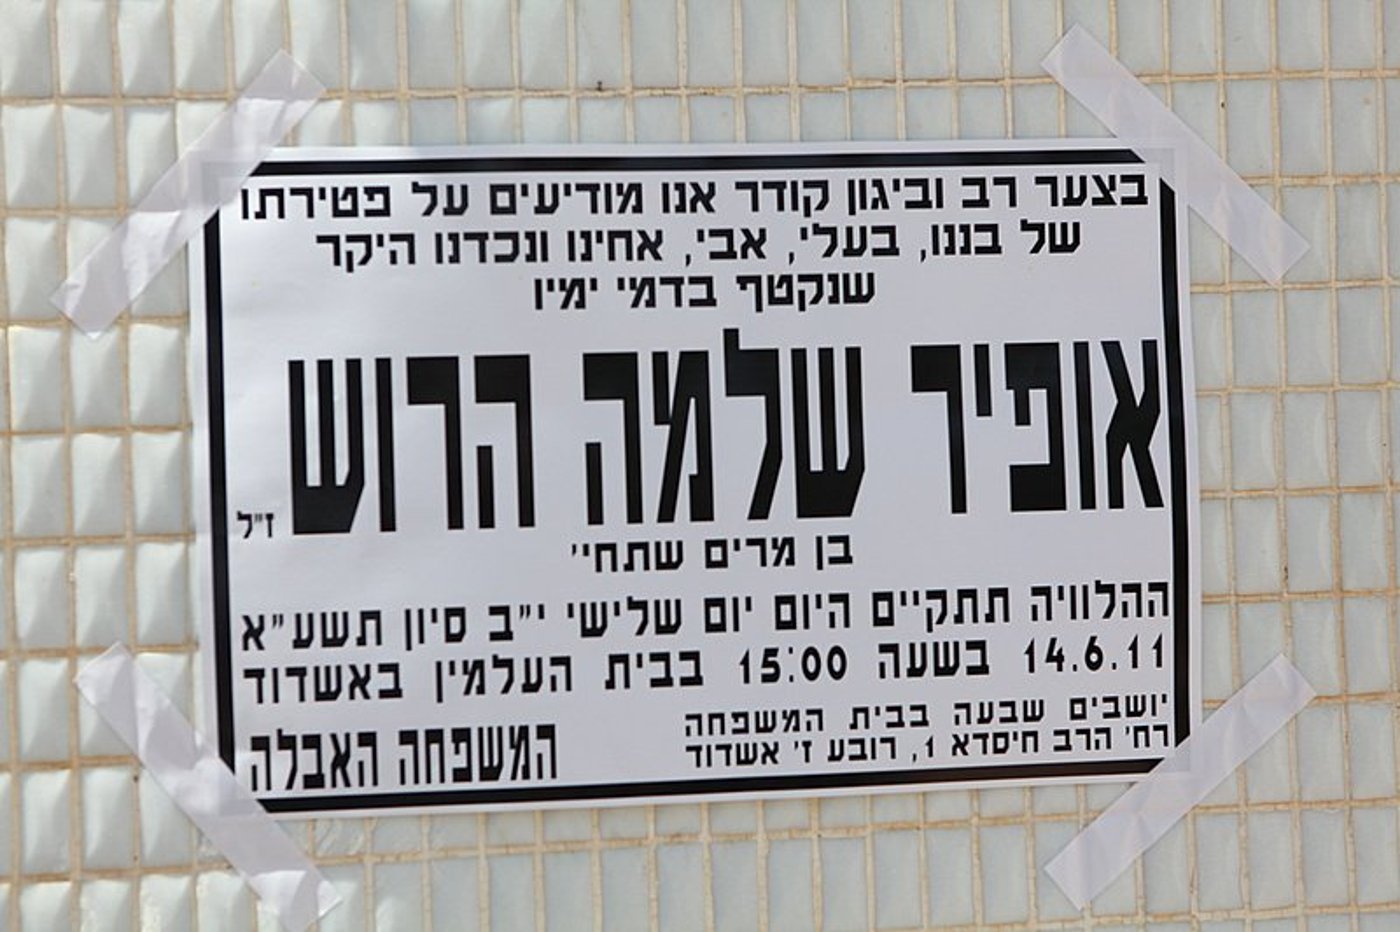 בצער רב וביגון קודר אנו מודיעים על פטירתו
של בננו, בעלי, אבי, אחינו ונכדנו היקר
שנקטף בדמי ימיו
אופיר שלמה הרוש ז"ל
בן מרים שתחי'
ההלוויה תתקיים היום יום שלישי י"ב סיון תשע"א
14.6.11 בשעה 15:00 בבית העלמין באשדוד
יושבים שבעה בבית המשפחה
רח' הרב חיסדא 1, רובע ז' אשדוד
המשפחה האבלה